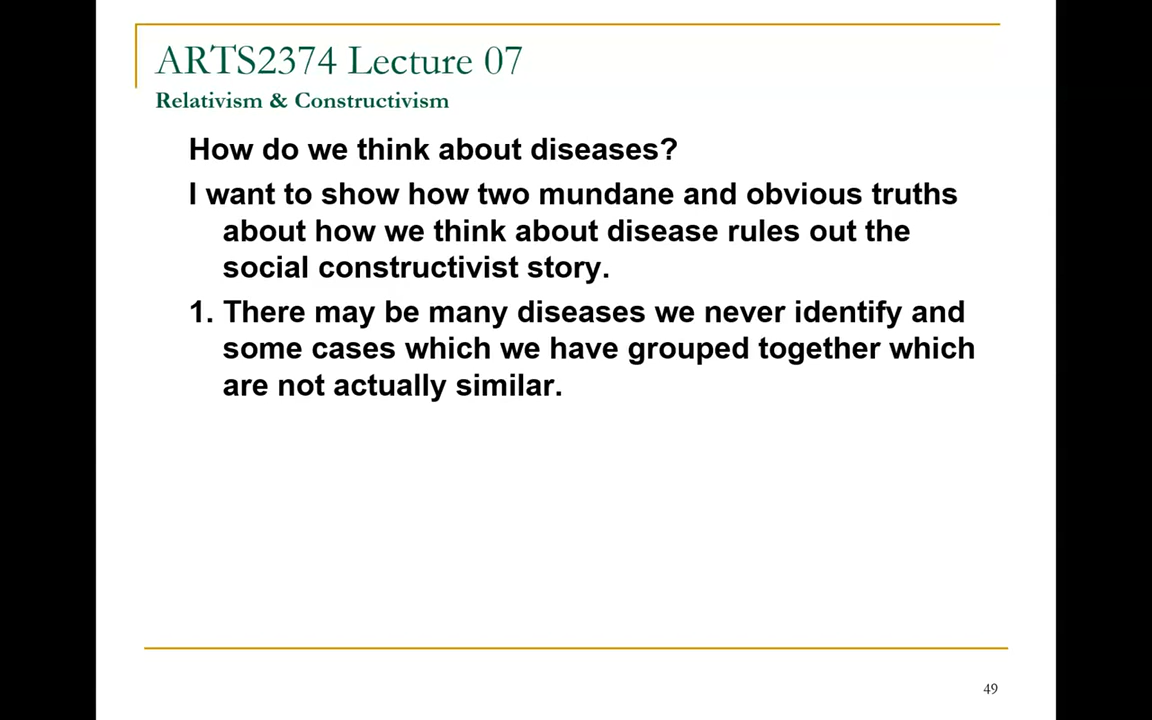 ARTS2374 Lecture 07
Relativism & Constructivism
How do we think about diseases?
I want to show how two mundane and obvious truths
about how we think about disease rules out the
social constructivist story.
1. There may be many diseases we never identify and
some cases which we have grouped together which
are not actually similar.
49